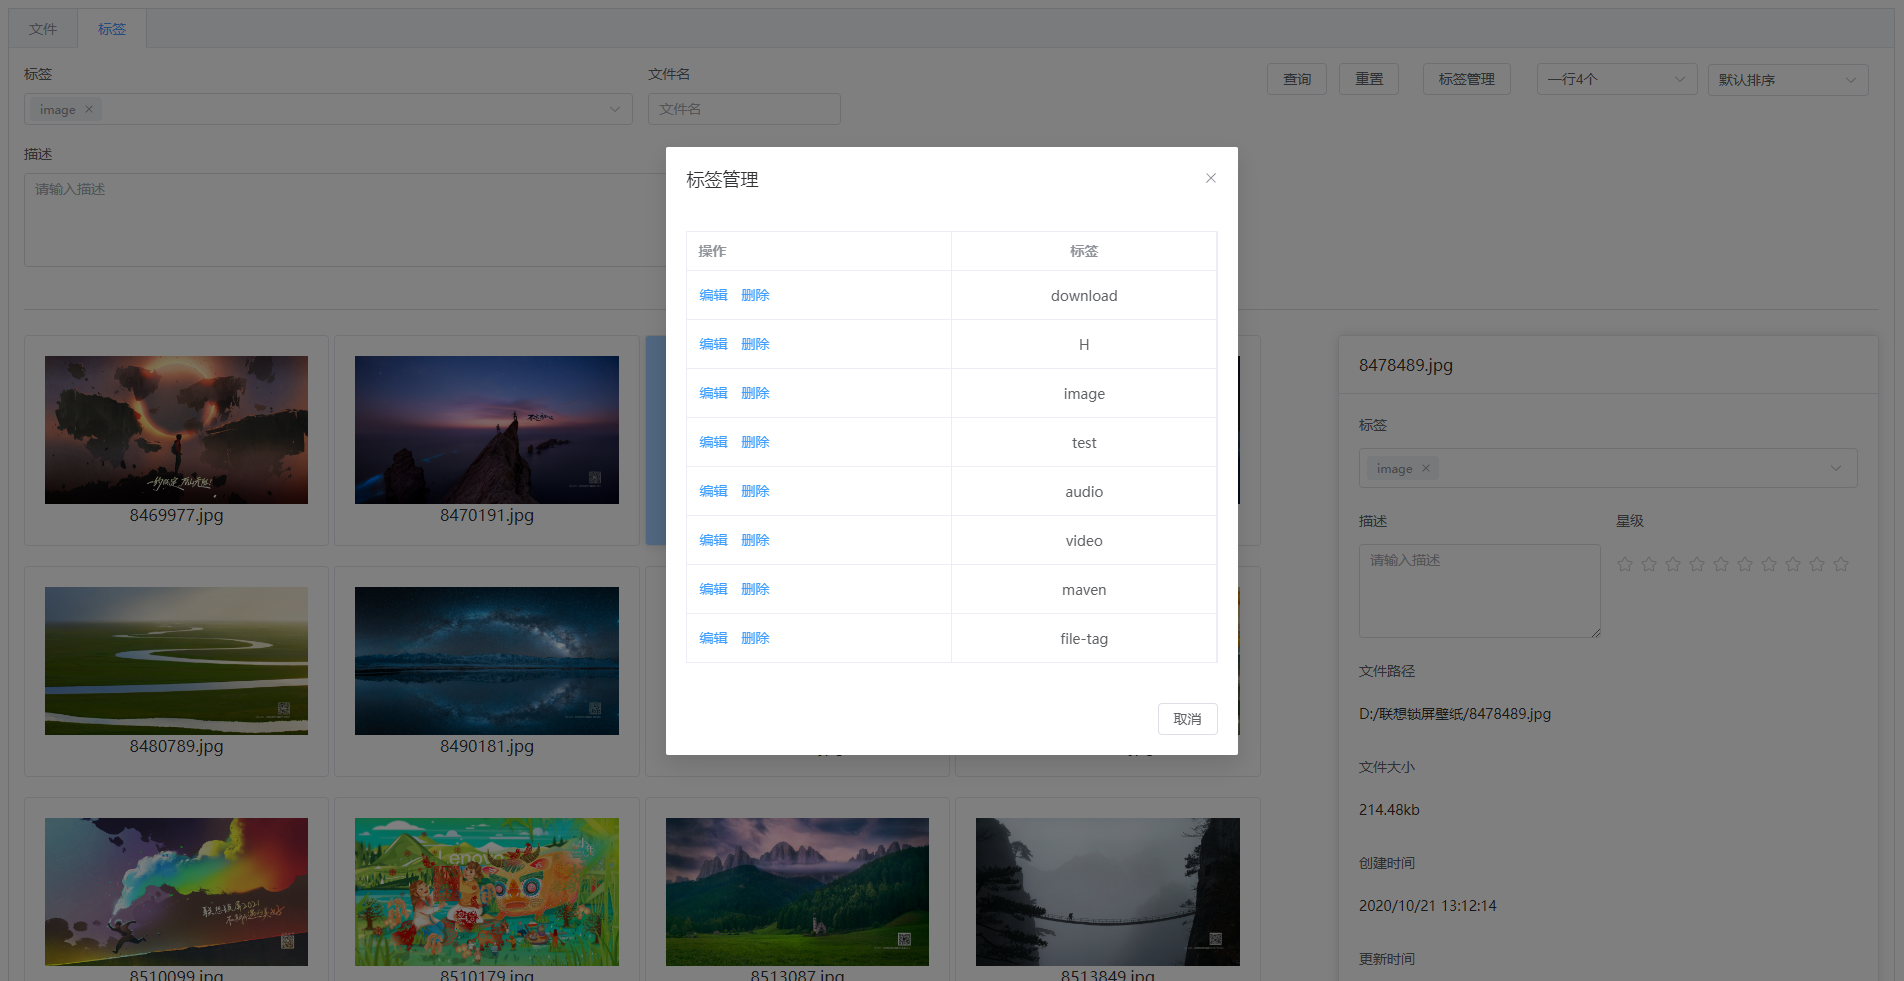 文件
标签
标签
文件名
查询
重置
标签管理
一行4个
默认排序
image
文件名
描述
请输入描述
标签管理
操作
标签
编辑 删除 download
编辑 删除 H
编辑 删除 image
编辑 删除 test
编辑 删除 audio
编辑 删除 video
编辑 删除 maven
编辑 删除 file-tag
取消
8469977.jpg
8470191.jpg
8480789.jpg
8490181.jpg
8510099.jpg
8510179.jpg
8513087.jpg
8513849.jpg
8478489.jpg
标签
image
描述
星级
请输入描述
文件路径
D:/联想锁屏壁纸/8478489.jpg
文件大小
214.48kb
创建时间
2020/10/21 13:12:14
更新时间